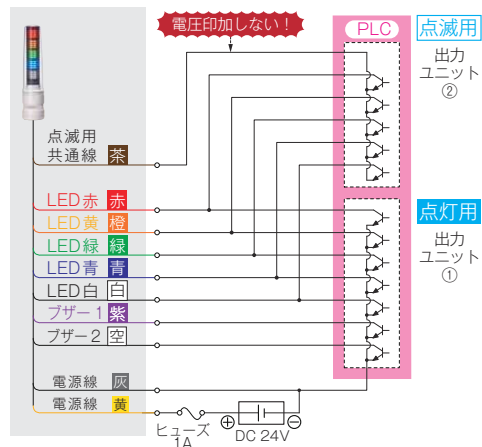 電圧印加しない！
PLC
点滅用
出力
ユニット
②
点滅用
共通線 茶
LED赤 赤
LED黄 橙
LED緑 緑
LED青 青
LED白 白
ブザー1 紫
ブザー2 空
点灯用
出力
ユニット
①
電源線 灰
電源線 黄
ヒューズ
1A
⊕ DC 24V ⊖